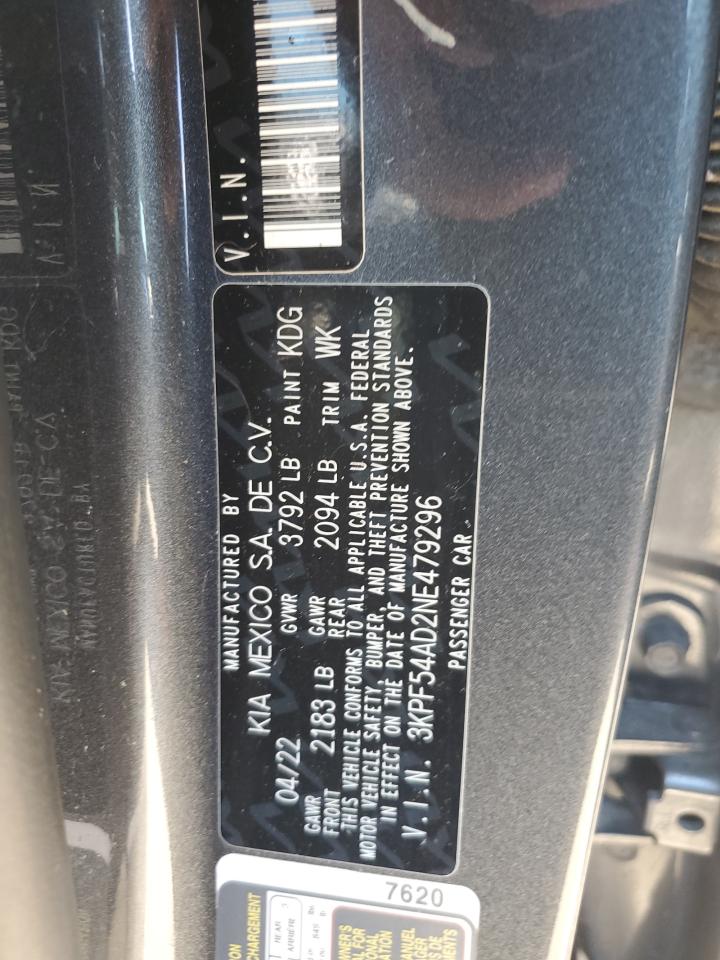 V.I.N.
MANUFACTURED BY
KIA MEXICO S.A. DE C.V.
04/22 GVWR 3792 LB PAINT KDG
GAWR FRONT 2183 LB GAWR REAR 2094 LB TRIM WK
THIS VEHICLE CONFORMS TO ALL APPLICABLE U.S.A. FEDERAL
MOTOR VEHICLE SAFETY, BUMPER, AND THEFT PREVENTION STANDARDS
IN EFFECT ON THE DATE OF MANUFACTURE SHOWN ABOVE.
V.I.N. 3KPF54AD2NE479296
PASSENGER CAR
7620